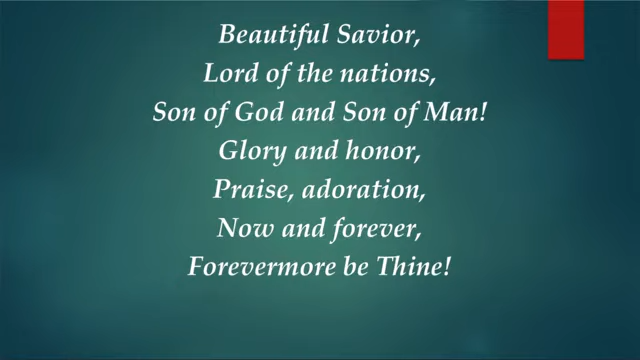 Beautiful Savior,
Lord of the nations,
Son of God and Son of Man!
Glory and honor,
Praise, adoration,
Now and forever,
Forevermore be Thine!